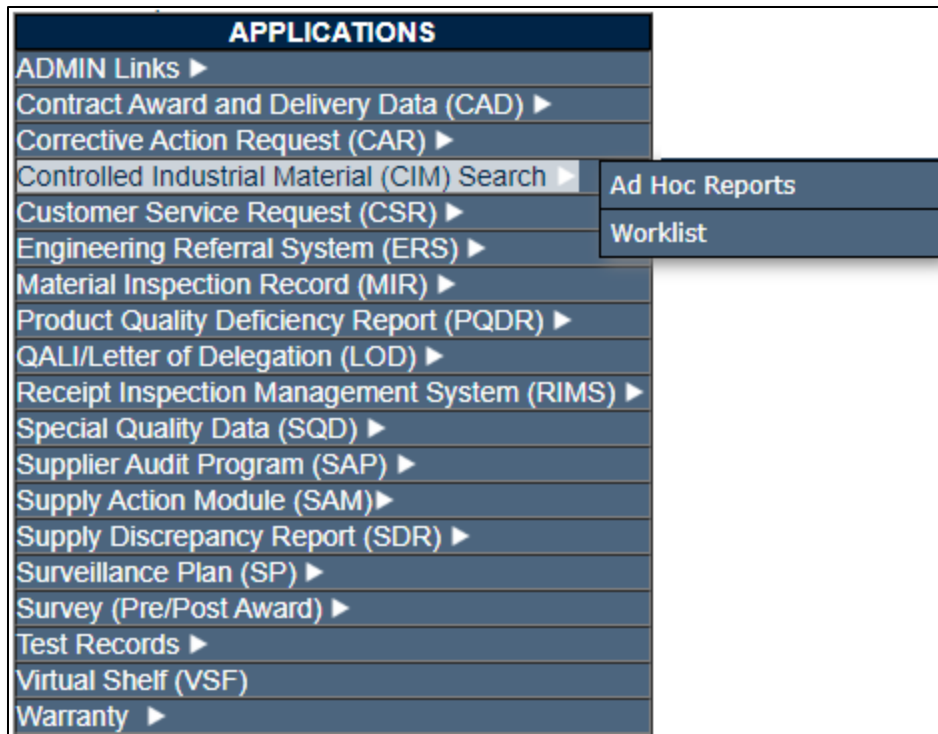 APPLICATIONS
ADMIN Links ▶
Contract Award and Delivery Data (CAD) ▶
Corrective Action Request (CAR) ▶
Controlled Industrial Material (CIM) Search ▶
Ad Hoc Reports
Worklist
Customer Service Request (CSR) ▶
Engineering Referral System (ERS) ▶
Material Inspection Record (MIR) ▶
Product Quality Deficiency Report (PQDR) ▶
QALI/Letter of Delegation (LOD) ▶
Receipt Inspection Management System (RIMS) ▶
Special Quality Data (SQD) ▶
Supplier Audit Program (SAP) ▶
Supply Action Module (SAM)▶
Supply Discrepancy Report (SDR) ▶
Surveillance Plan (SP) ▶
Survey (Pre/Post Award) ▶
Test Records ▶
Virtual Shelf (VSF)
Warranty ▶